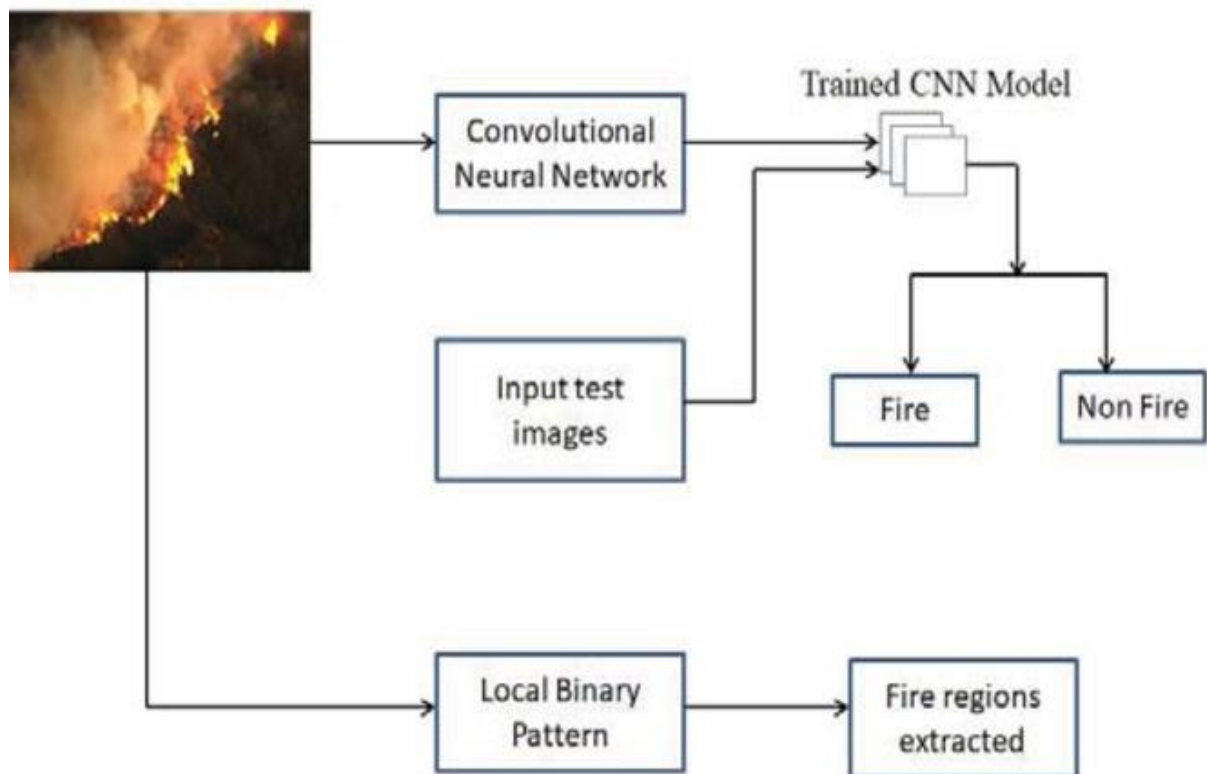 Trained CNN Model
Convolutional
Neural Network
Input test
images
Fire
Non Fire
Local Binary
Pattern
Fire regions
extracted